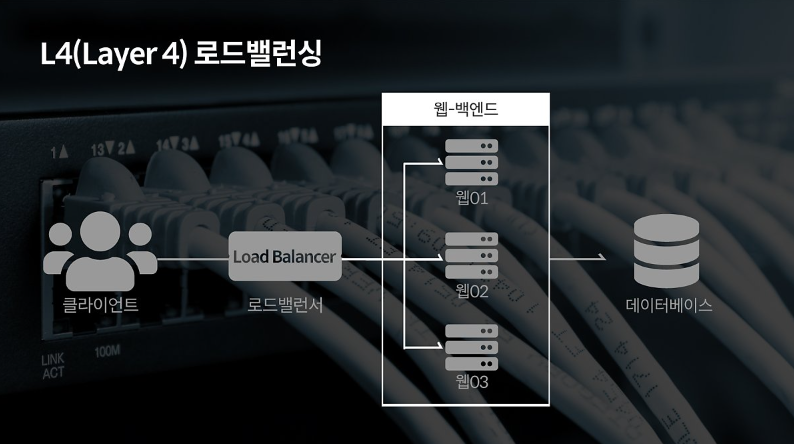 L4(Layer 4) 로드밸런싱
웹-백엔드
1▲ 13▼2▲ 14▼3▲
웹01
Load Balancer
웹02
클라이언트
로드밸런서
데이터베이스
LINK
ACT
100M
웹03